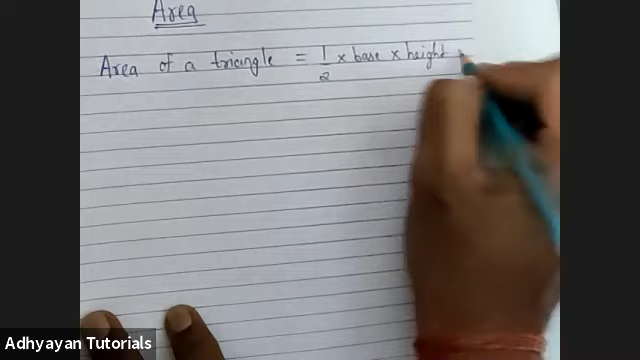 Area
Area of a triangle = 1/2 × base × height
Adhyayan Tutorials